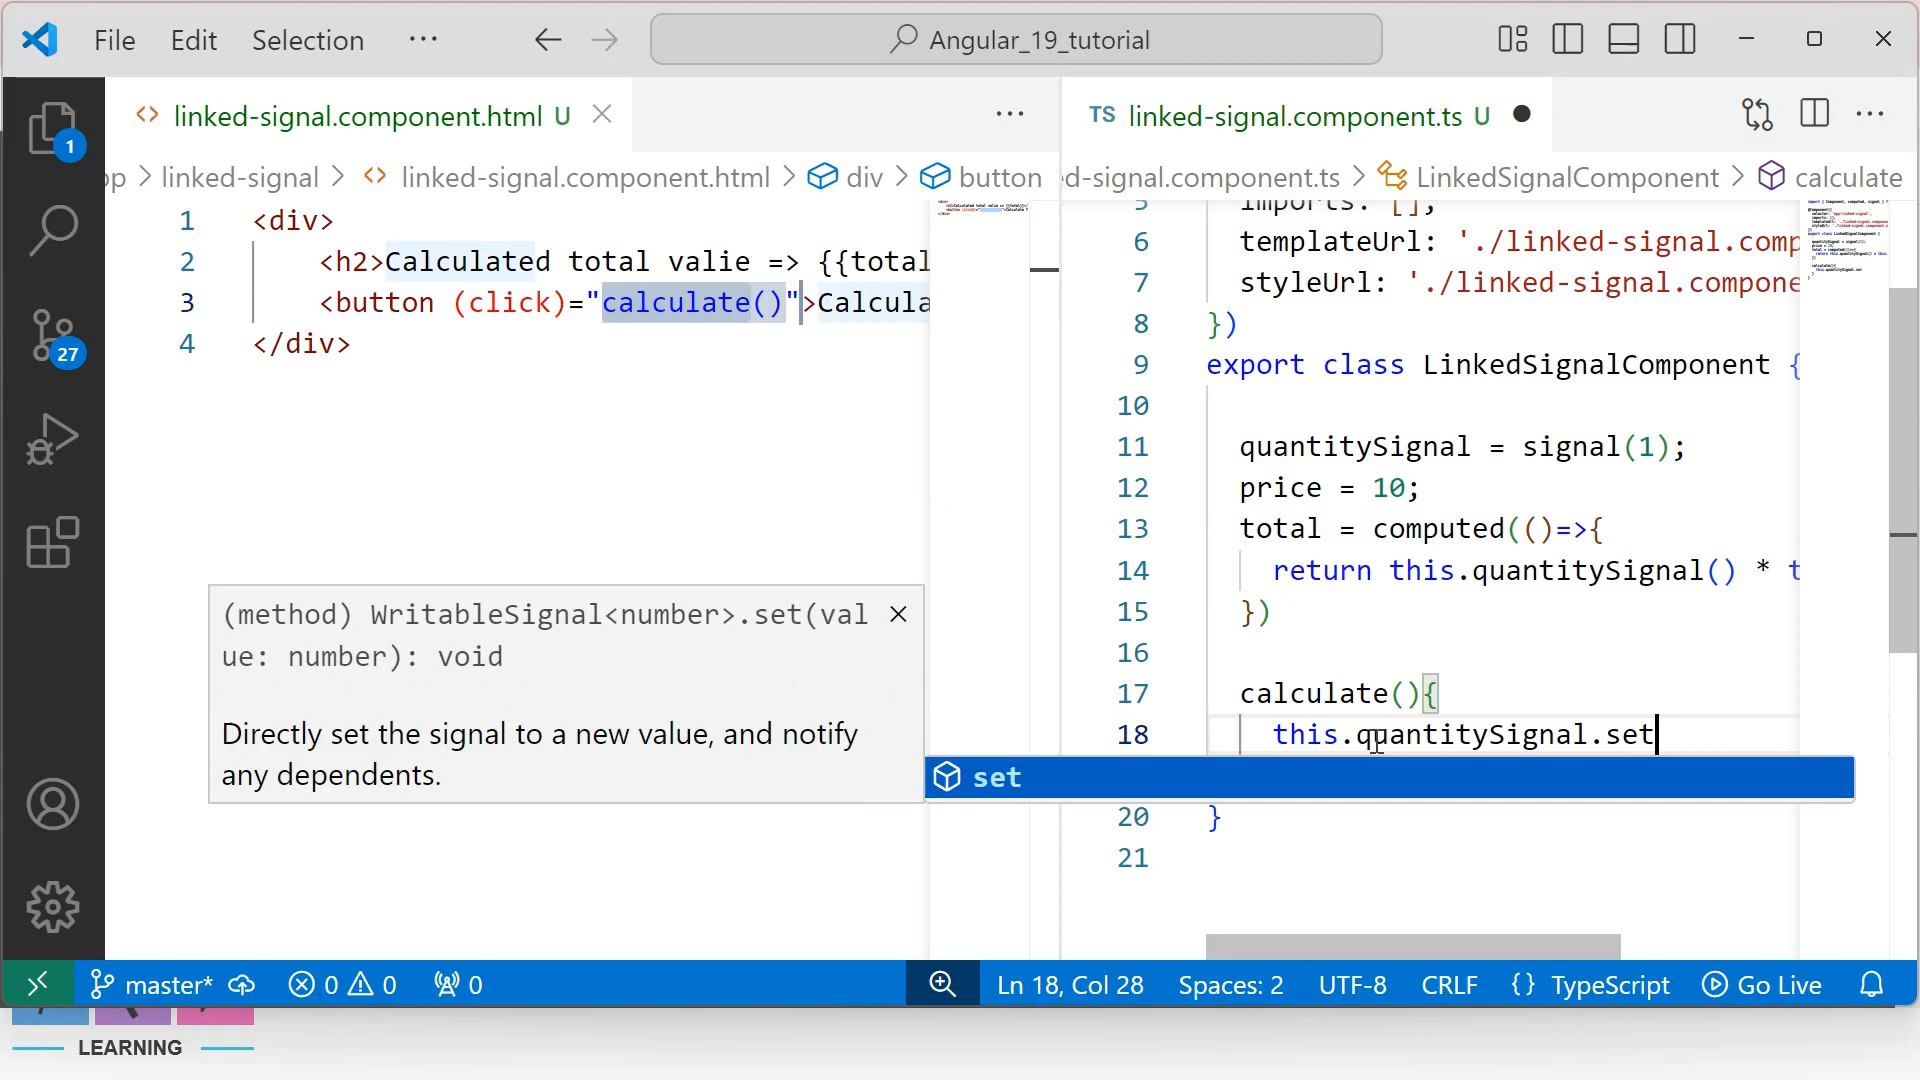 File Edit Selection ··· Angular_19_tutorial
linked-signal.component.html U
TS linked-signal.component.ts U
linked-signal > linked-signal.component.html > div > button
d-signal.component.ts > LinkedSignalComponent > calculate
1 <div>
2 <h2>Calculated total valie => {{total
3 <button (click)="calculate()">Calcula
4 </div>
5 imports: [],
6 templateUrl: './linked-signal.comp
7 styleUrl: './linked-signal.compone
8 })
9 export class LinkedSignalComponent {
10
11 quantitySignal = signal(1);
12 price = 10;
13 total = computed(()=>{
14 return this.quantitySignal() * t
15 })
16
17 calculate(){
18 this.quantitySignal.set
20 }
21
(method) WritableSignal<number>.set(val
ue: number): void
Directly set the signal to a new value, and notify
any dependents.
set
1
27
master* 0 0 0 Ln 18, Col 28 Spaces: 2 UTF-8 CRLF {} TypeScript Go Live
LEARNING